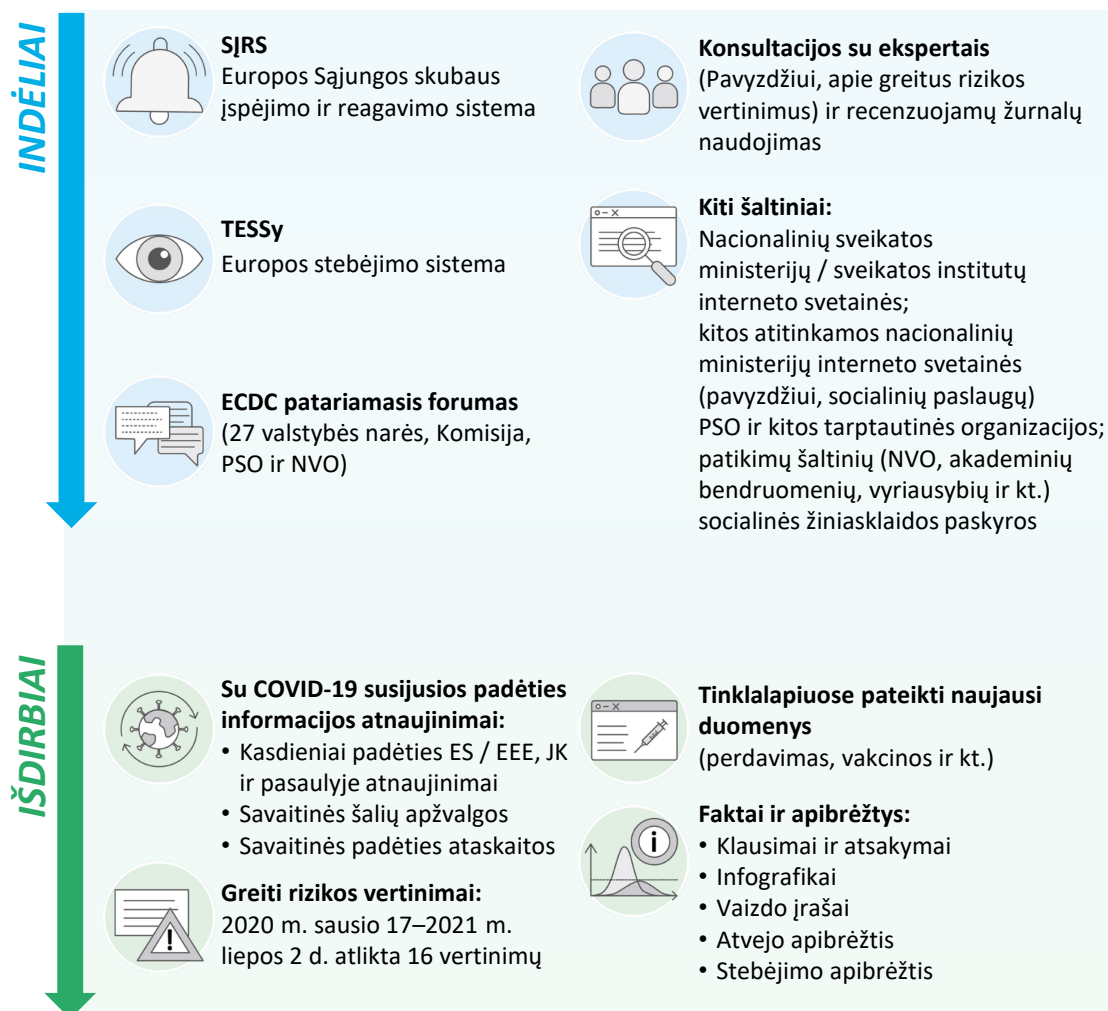 INDĖLIAI
SĮRS
Europos Sąjungos skubaus
įspėjimo ir reagavimo sistema
TESSy
Europos stebėjimo sistema
ECDC patariamasis forumas
(27 valstybės narės, Komisija,
PSO ir NVO)
Konsultacijos su ekspertais
(Pavyzdžiui, apie greitus rizikos
vertinimus) ir recenzuojamų žurnalų
naudojimas
Kiti šaltiniai:
Nacionalinių sveikatos
ministerijų / sveikatos institutų
interneto svetainės;
kitos atitinkamos nacionalinių
ministerijų interneto svetainės
(pavyzdžiui, socialinių paslaugų)
PSO ir kitos tarptautinės organizacijos;
patikimų šaltinių (NVO, akademinių
bendruomenių, vyriausybių ir kt.)
socialinės žiniasklaidos paskyros
IŠDIRBIAI
Su COVID-19 susijusios padėties
informacijos atnaujinimai:
• Kasdieniai padėties ES / EEE, JK
ir pasaulyje atnaujinimai
• Savaitinės šalių apžvalgos
• Savaitinės padėties ataskaitos
Greiti rizikos vertinimai:
2020 m. sausio 17–2021 m.
liepos 2 d. atlikta 16 vertinimų
Tinklalapiuose pateikti naujausi
duomenys
(perdavimas, vakcinos ir kt.)
Faktai ir apibrėžtys:
• Klausimai ir atsakymai
• Infografikai
• Vaizdo įrašai
• Atvejo apibrėžtis
• Stebėjimo apibrėžtis